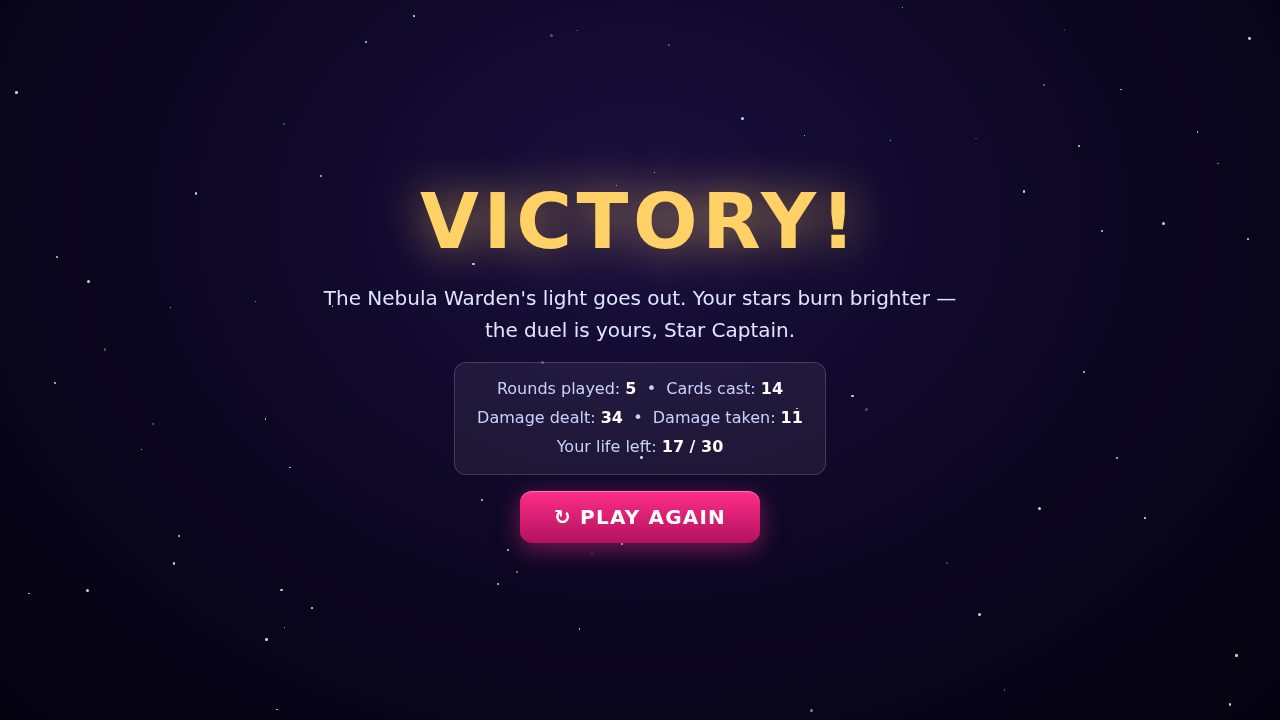 VICTORY!
The Nebula Warden's light goes out. Your stars burn brighter —
the duel is yours, Star Captain.
Rounds played: 5 • Cards cast: 14
Damage dealt: 34 • Damage taken: 11
Your life left: 17 / 30
↻ PLAY AGAIN